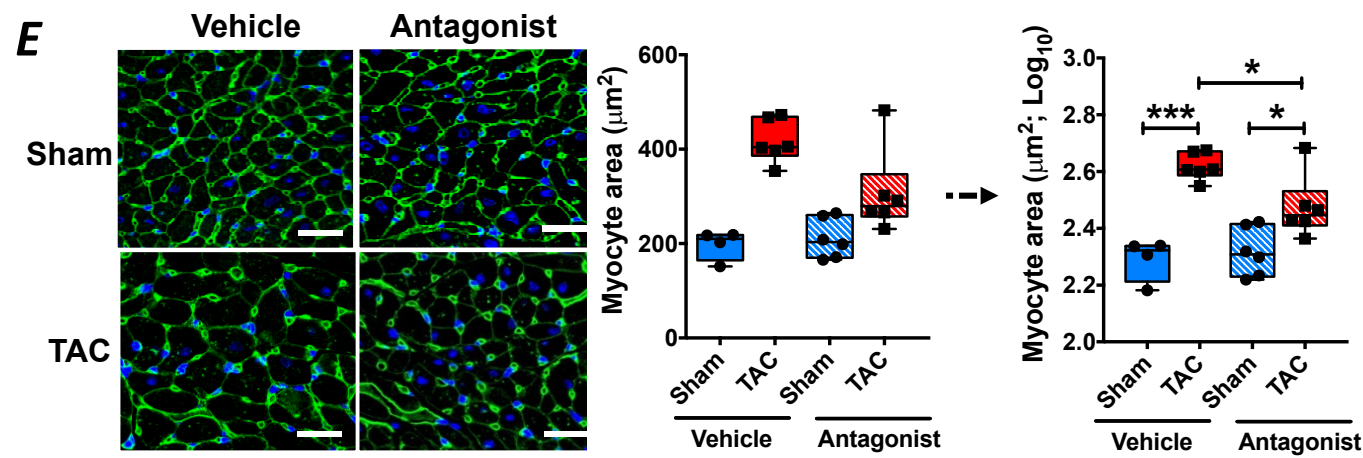 E
Vehicle Antagonist
Sham
TAC
Myocyte area (μm²)
600
400
200
0
Sham TAC Sham TAC
Vehicle Antagonist
Myocyte area (μm²; Log₁₀)
3.0
2.8
2.6
2.4
2.2
2.0
*
*** *
Sham TAC Sham TAC
Vehicle Antagonist